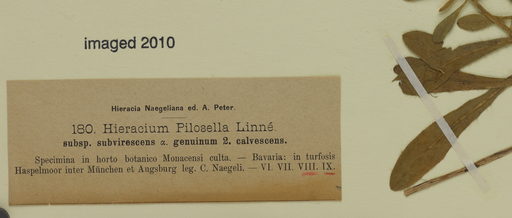 imaged 2010
Hieracia Naegeliana ed. A. Peter.
180. Hieracium Pilosella Linné.
subsp. subvirescens α. genuinum 2. calvescens.
Specimina in horto botanico Monacensi culta. — Bavaria: in turfosis
Haspelmoor inter München et Augsburg leg. C. Naegeli. — VI. VII. VIII. IX.